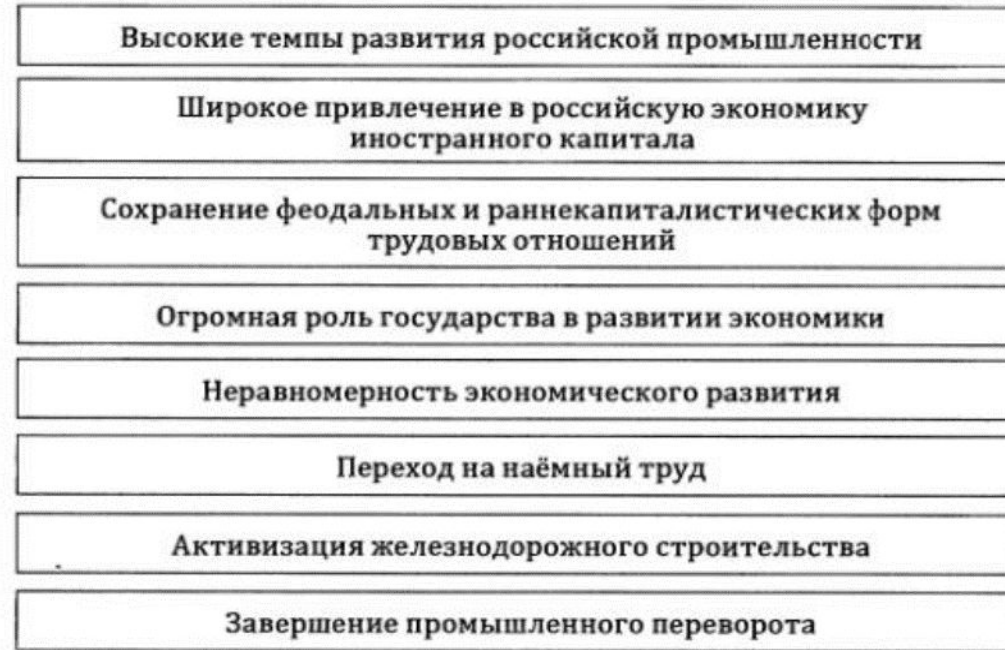 Высокие темпы развития российской промышленности
Широкое привлечение в российскую экономику
иностранного капитала
Сохранение феодальных и раннекапиталистических форм
трудовых отношений
Огромная роль государства в развитии экономики
Неравномерность экономического развития
Переход на наёмный труд
Активизация железнодорожного строительства
Завершение промышленного переворота